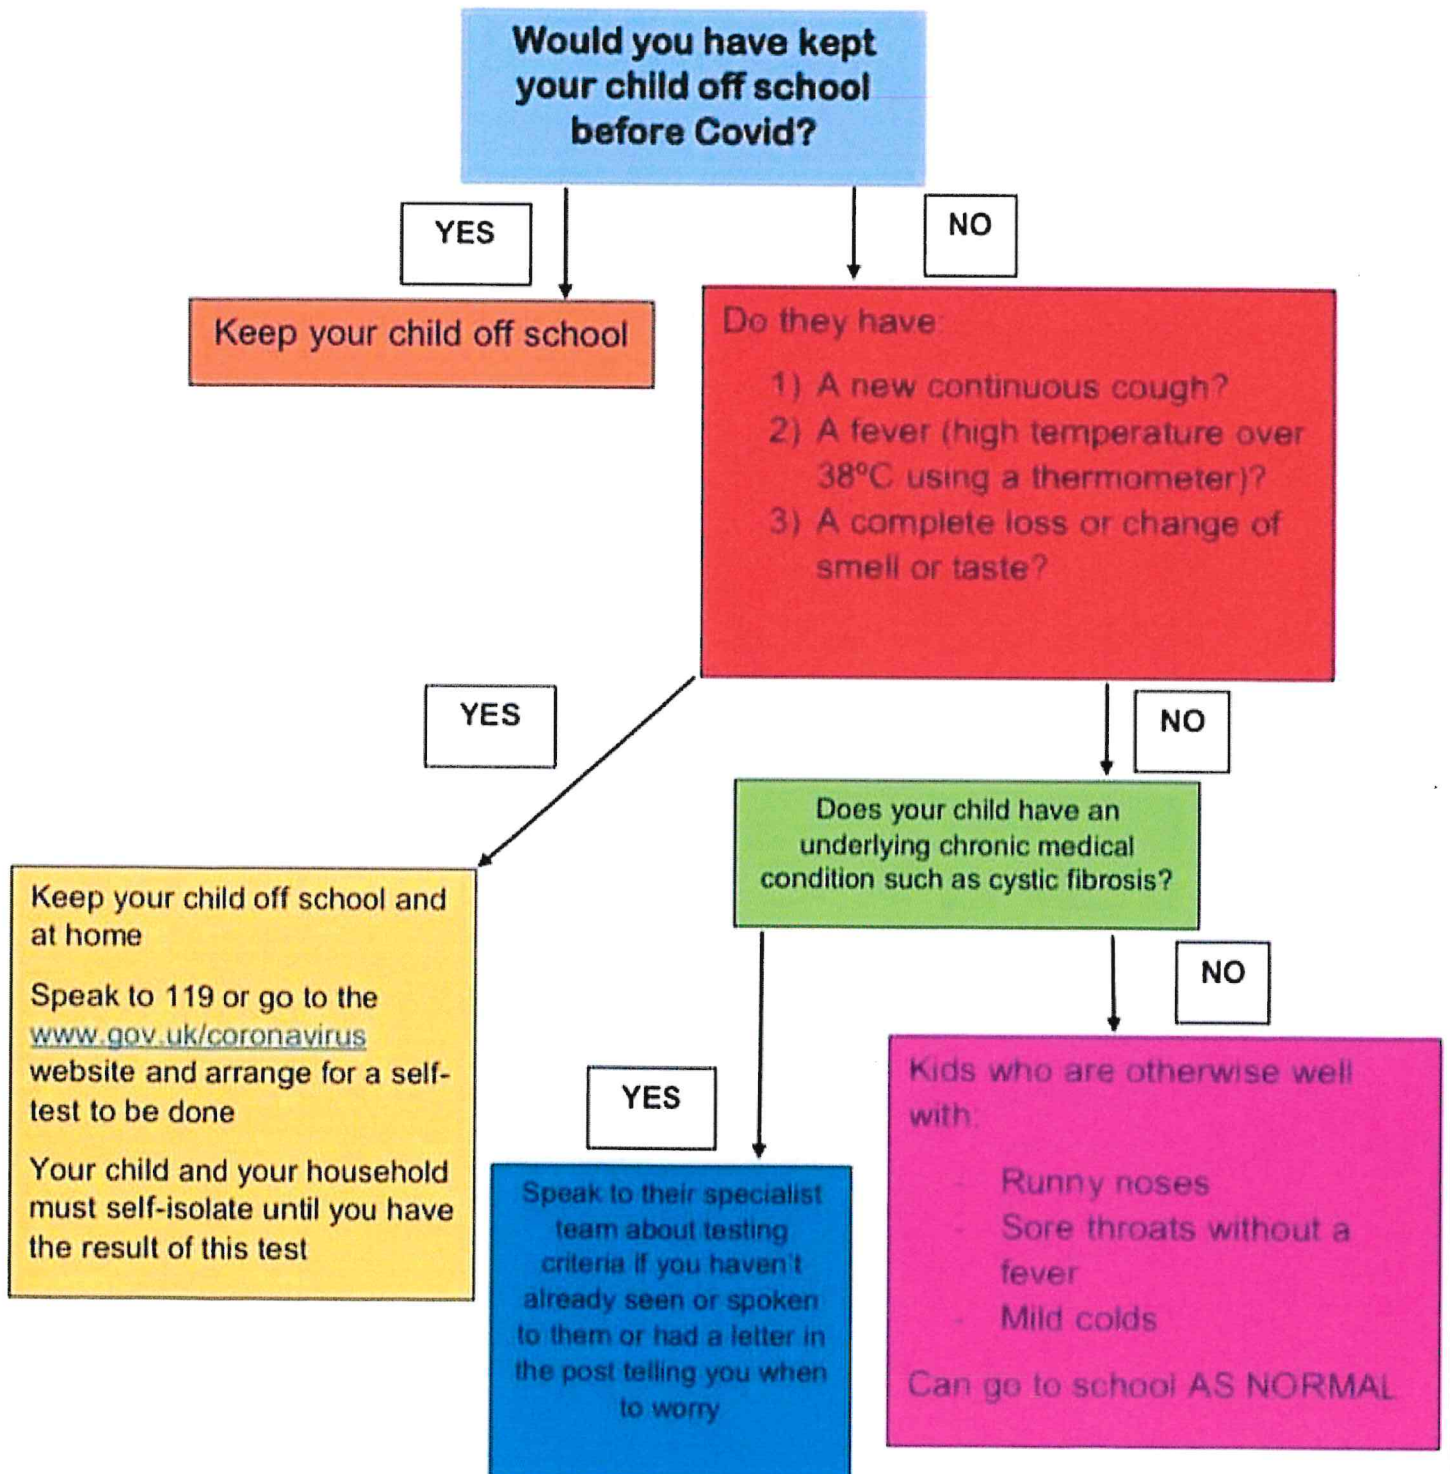 Would you have kept
your child off school
before Covid?
YES
NO
Keep your child off school
Do they have:
1) A new continuous cough?
2) A fever (high temperature over
38ºC using a thermometer)?
3) A complete loss or change of
smell or taste?
YES
NO
Does your child have an
underlying chronic medical
condition such as cystic fibrosis?
Keep your child off school and
at home
Speak to 119 or go to the
www.gov.uk/coronavirus
website and arrange for a self-
test to be done
Your child and your household
must self-isolate until you have
the result of this test
YES
NO
Speak to their specialist
team about testing
criteria if you haven't
already seen or spoken
to them or had a letter in
the post telling you when
to worry
Kids who are otherwise well
with:
- Runny noses
- Sore throats without a
fever
- Mild colds
Can go to school AS NORMAL